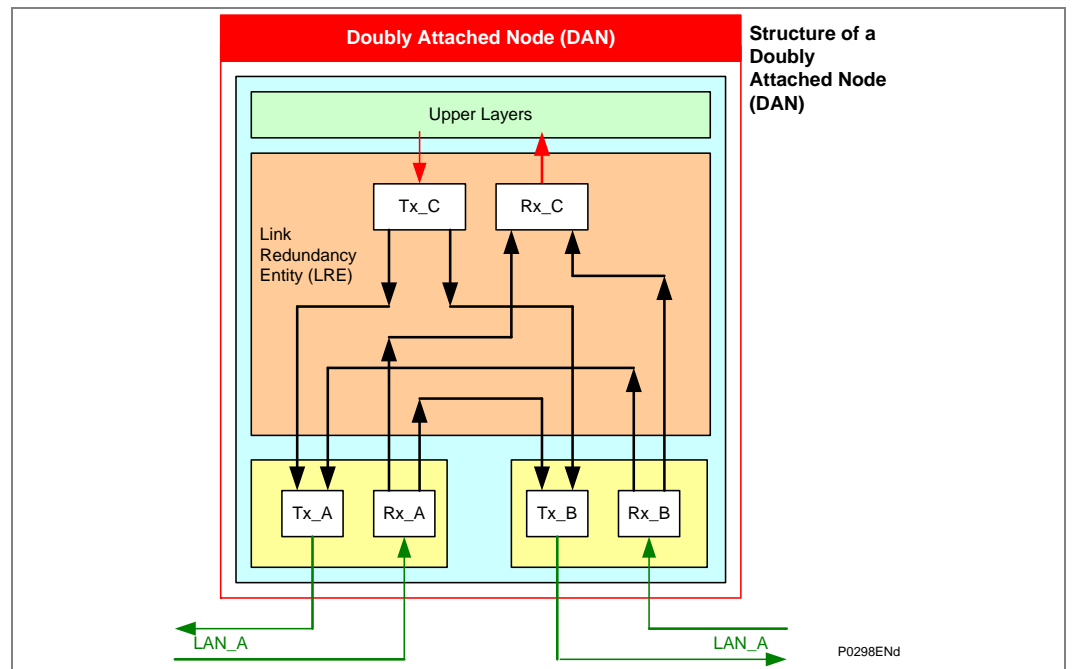 Doubly Attached Node (DAN)
Structure of a
Doubly
Attached Node
(DAN)
Upper Layers
Tx_C
Rx_C
Link
Redundancy
Entity (LRE)
Tx_A
Rx_A
Tx_B
Rx_B
LAN_A
LAN_A
P0298ENd